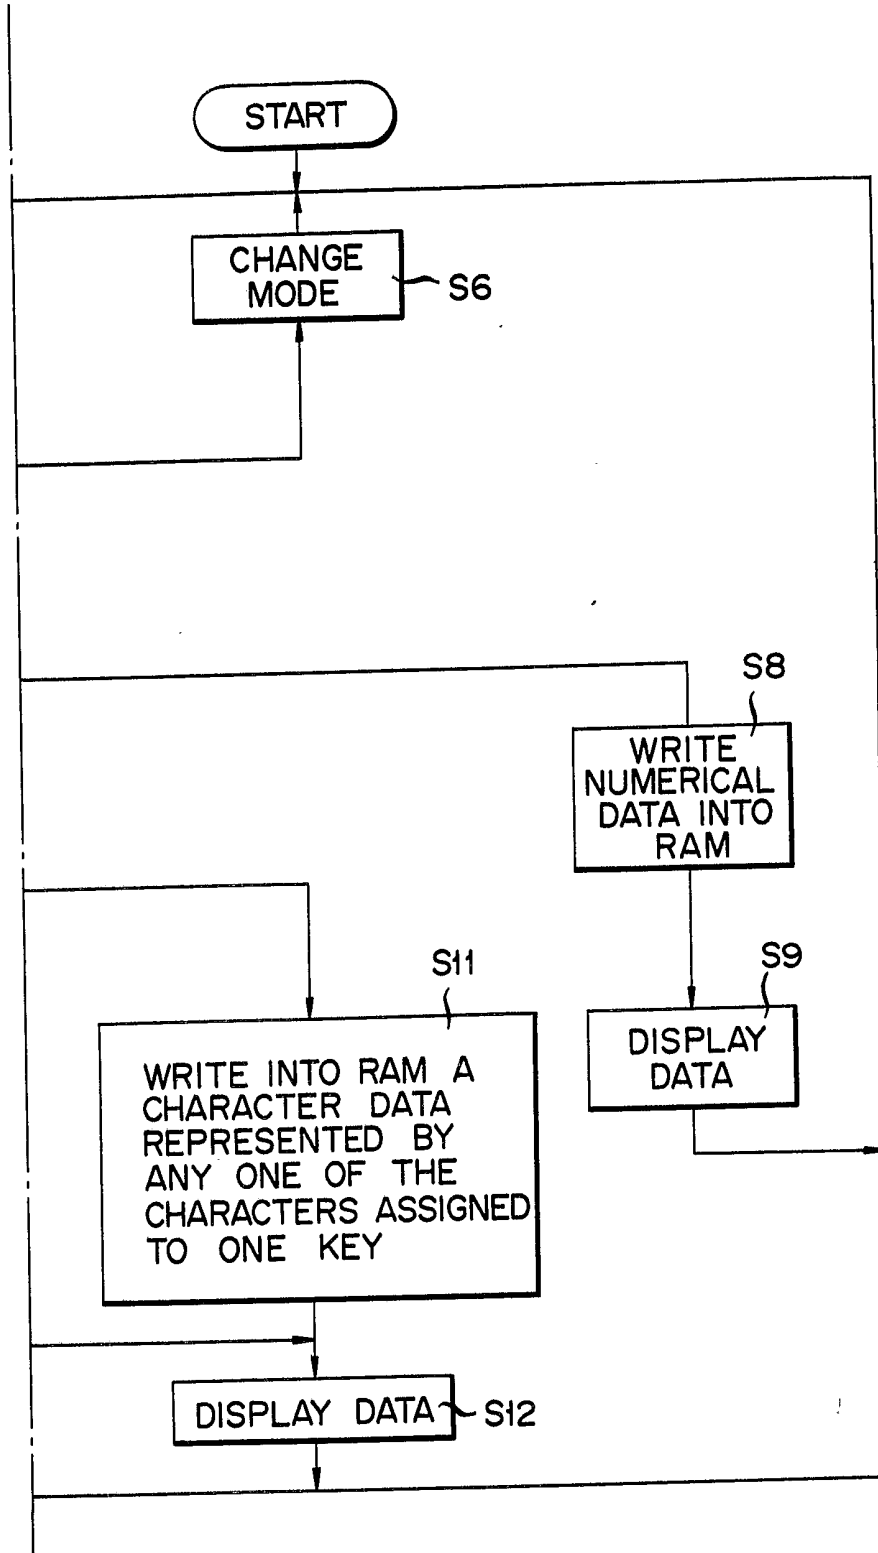 START
CHANGE
MODE
S6
S8
WRITE
NUMERICAL
DATA INTO
RAM
S9
DISPLAY
DATA
S11
WRITE INTO RAM A
CHARACTER DATA
REPRESENTED BY
ANY ONE OF THE
CHARACTERS ASSIGNED
TO ONE KEY
DISPLAY DATA
S12